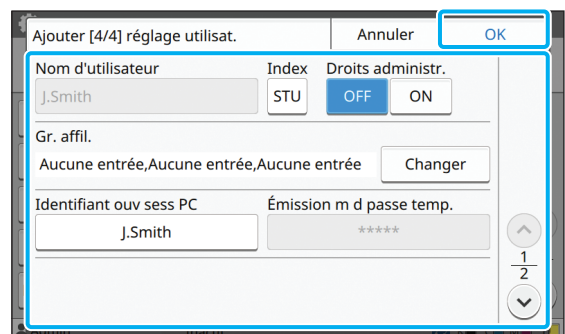 Ajouter [4/4] réglage utilisat. Annuler OK
Nom d'utilisateur Index Droits administr.
J.Smith STU OFF ON
Gr. affil.
Aucune entrée,Aucune entrée,Aucune entrée Changer
Identifiant ouv sess PC Émission m d passe temp.
J.Smith *****
1
2